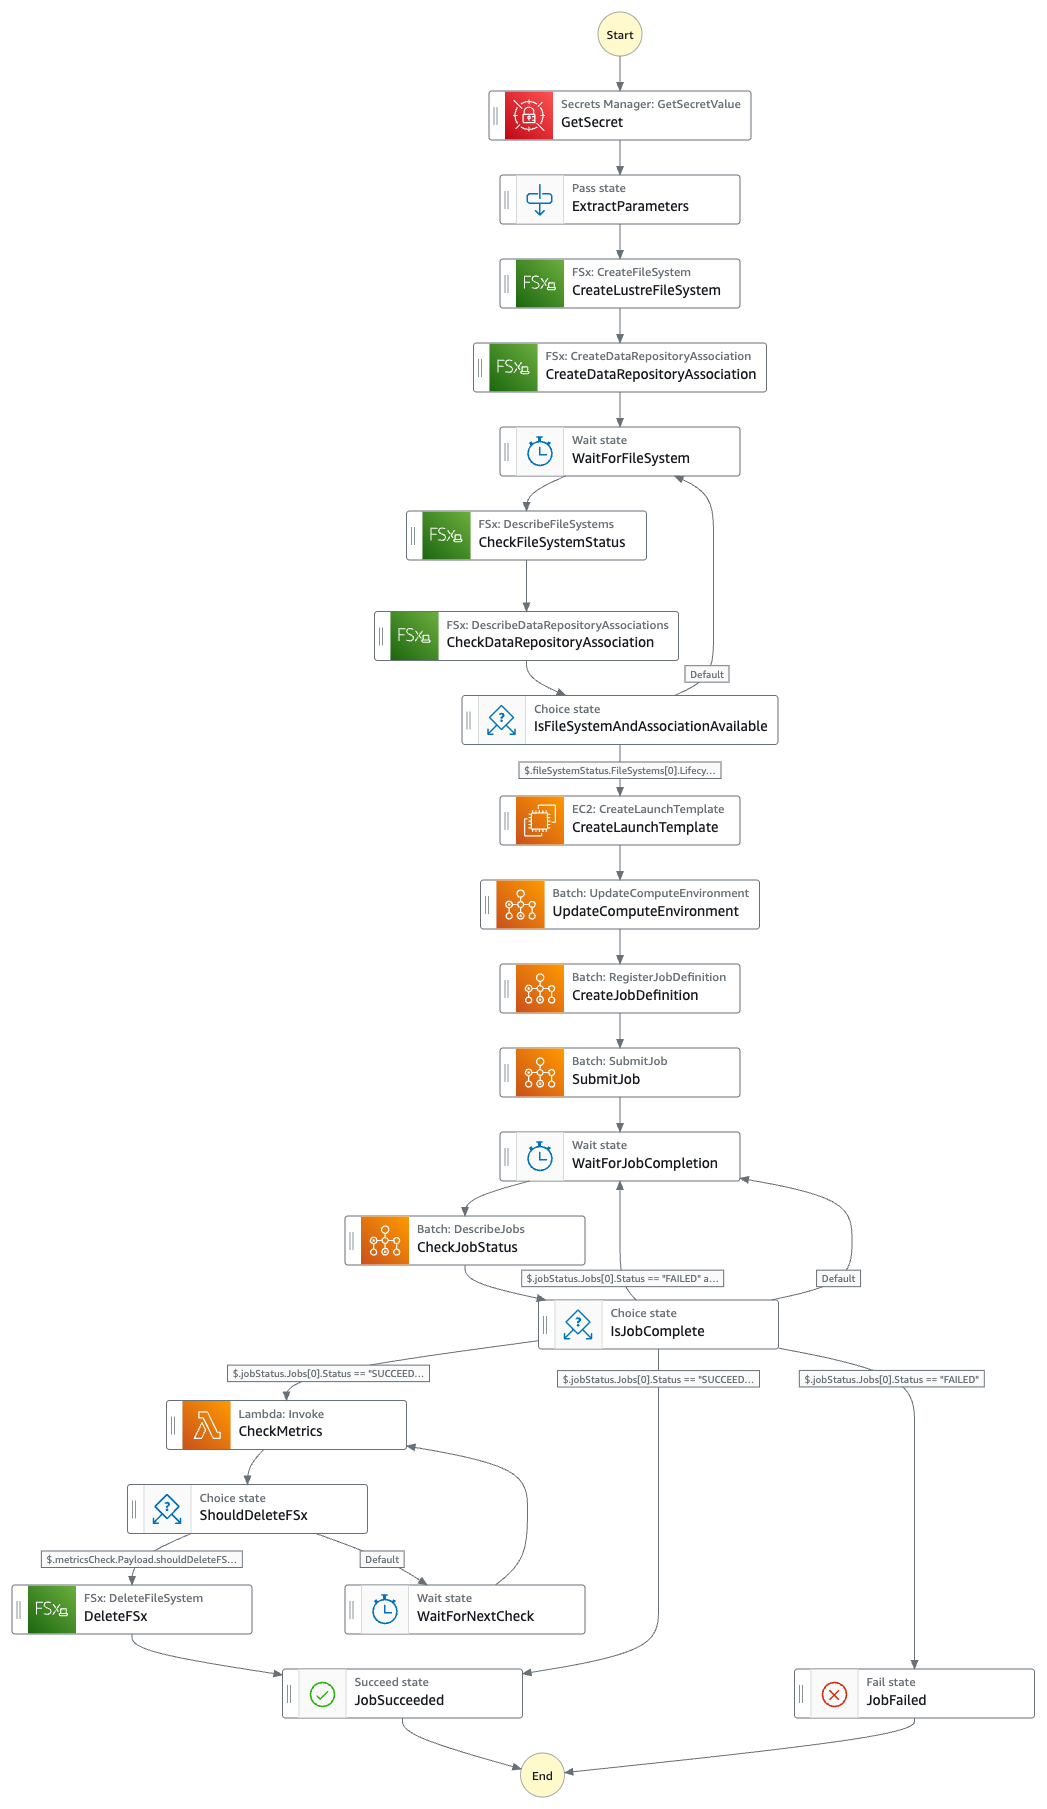 Start
Secrets Manager: GetSecretValue
GetSecret
Pass state
ExtractParameters
FSx
FSx: CreateFileSystem
CreateLustreFileSystem
FSx
FSx: CreateDataRepositoryAssociation
CreateDataRepositoryAssociation
Wait state
WaitForFileSystem
FSx
FSx: DescribeFileSystems
CheckFileSystemStatus
FSx
FSx: DescribeDataRepositoryAssociations
CheckDataRepositoryAssociation
Default
Choice state
IsFileSystemAndAssociationAvailable
$.fileSystemStatus.FileSystems[0].Lifecy...
EC2: CreateLaunchTemplate
CreateLaunchTemplate
Batch: UpdateComputeEnvironment
UpdateComputeEnvironment
Batch: RegisterJobDefinition
CreateJobDefinition
Batch: SubmitJob
SubmitJob
Wait state
WaitForJobCompletion
Batch: DescribeJobs
CheckJobStatus
$.jobStatus.Jobs[0].Status == "FAILED" a...
Default
Choice state
IsJobComplete
$.jobStatus.Jobs[0].Status == "SUCCEED...
$.jobStatus.Jobs[0].Status == "SUCCEED...
$.jobStatus.Jobs[0].Status == "FAILED"
Lambda: Invoke
CheckMetrics
Choice state
ShouldDeleteFSx
$.metricsCheck.Payload.shouldDeleteFS...
Default
FSx
FSx: DeleteFileSystem
DeleteFSx
Wait state
WaitForNextCheck
Succeed state
JobSucceeded
Fail state
JobFailed
End